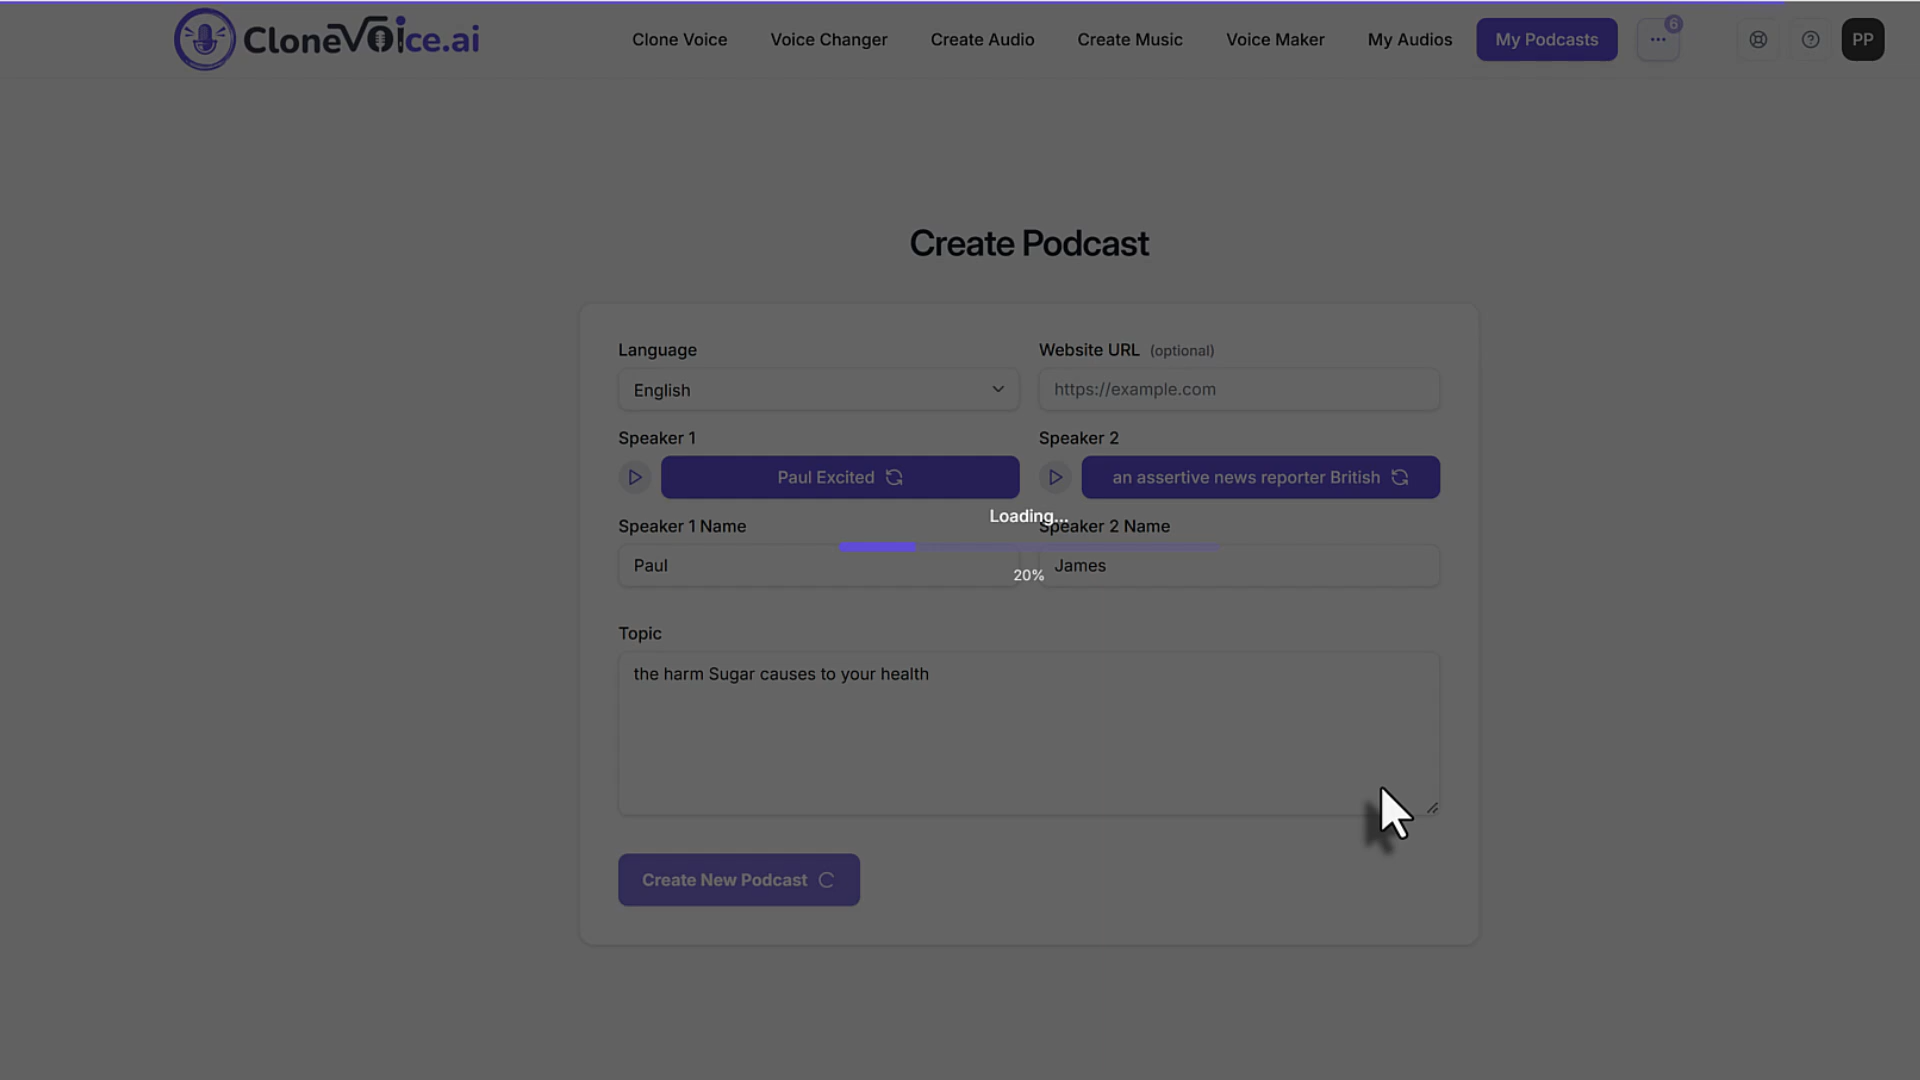 CloneVoice.ai
Clone Voice
Voice Changer
Create Audio
Create Music
Voice Maker
My Audios
My Podcasts
6
PP
Create Podcast
Language
Website URL (optional)
English
https://example.com
Speaker 1
Speaker 2
Paul Excited
an assertive news reporter British
Loading...
Speaker 1 Name
Speaker 2 Name
Paul
James
20%
Topic
the harm Sugar causes to your health
Create New Podcast